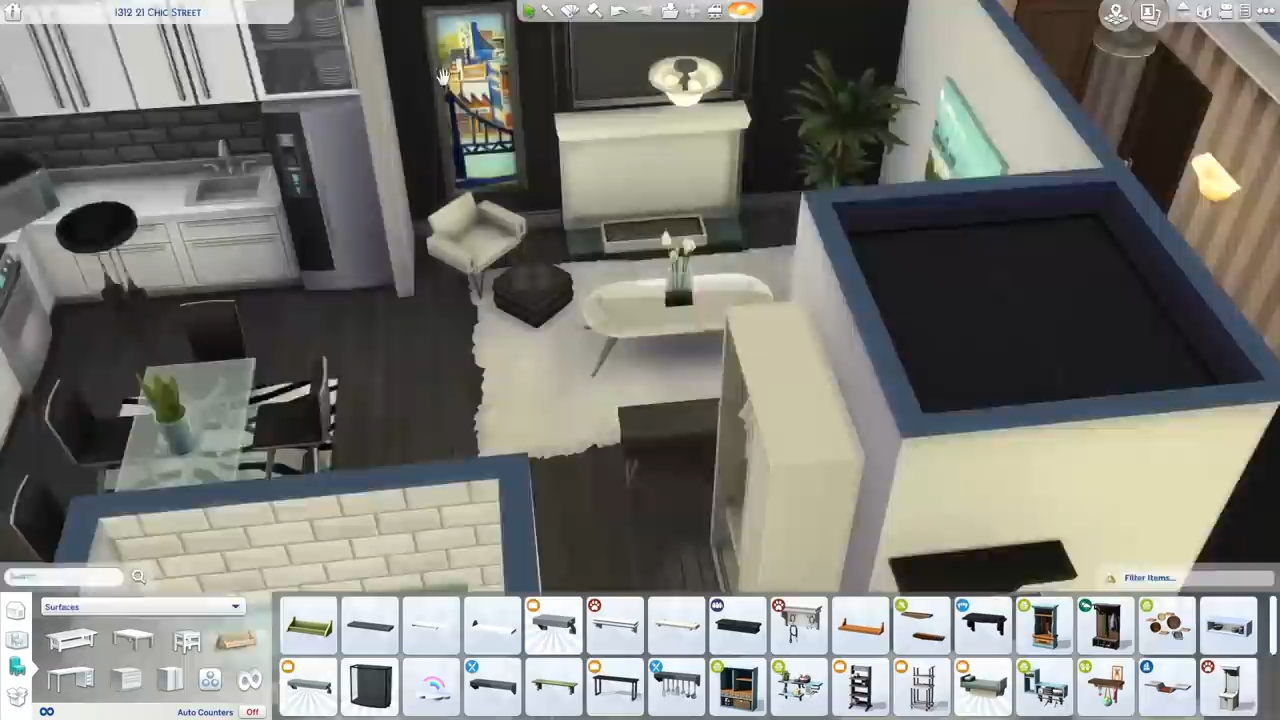 1312 21 Chic Street
Filter Items...
Surfaces
Auto Counters
Off